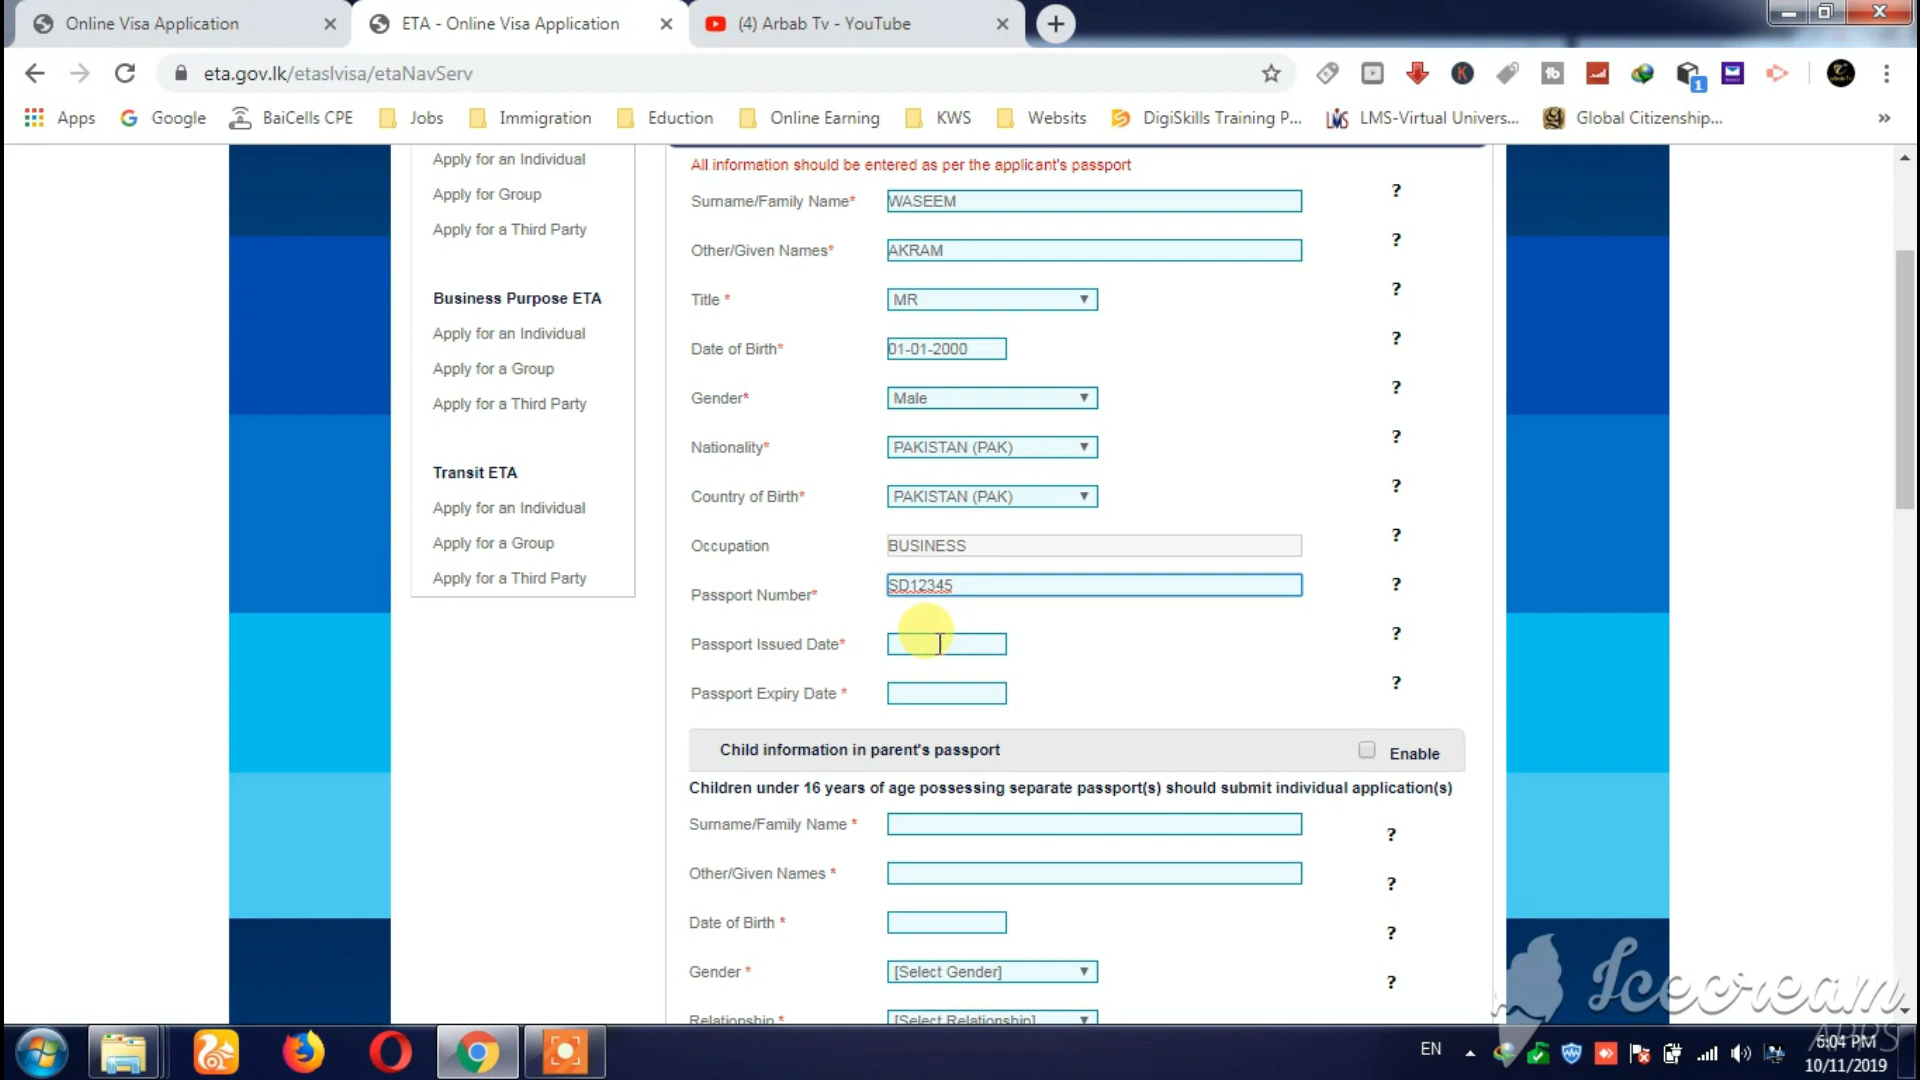 Online Visa Application
ETA - Online Visa Application
(4) Arbab Tv - YouTube
eta.gov.lk/etaslvisa/etaNavServ
Apps
Google
BaiCells CPE
Jobs
Immigration
Eduction
Online Earning
KWS
Websites
DigiSkills Training P...
LMS-Virtual Univers...
Global Citizenship...
Apply for an Individual
Apply for Group
Apply for a Third Party
Business Purpose ETA
Apply for an Individual
Apply for a Group
Apply for a Third Party
Transit ETA
Apply for an Individual
Apply for a Group
Apply for a Third Party
All information should be entered as per the applicant's passport
Surname/Family Name* WASEEM ?
Other/Given Names* AKRAM ?
Title * MR ?
Date of Birth* 01-01-2000 ?
Gender* Male ?
Nationality* PAKISTAN (PAK) ?
Country of Birth* PAKISTAN (PAK) ?
Occupation BUSINESS ?
Passport Number* SD12345 ?
Passport Issued Date* ?
Passport Expiry Date * ?
Child information in parent's passport Enable
Children under 16 years of age possessing separate passport(s) should submit individual application(s)
Surname/Family Name * ?
Other/Given Names * ?
Date of Birth * ?
Gender * [Select Gender] ?
Relationship * [Select Relationship]
Icecream
APPS
EN
6:04 PM
10/11/2019